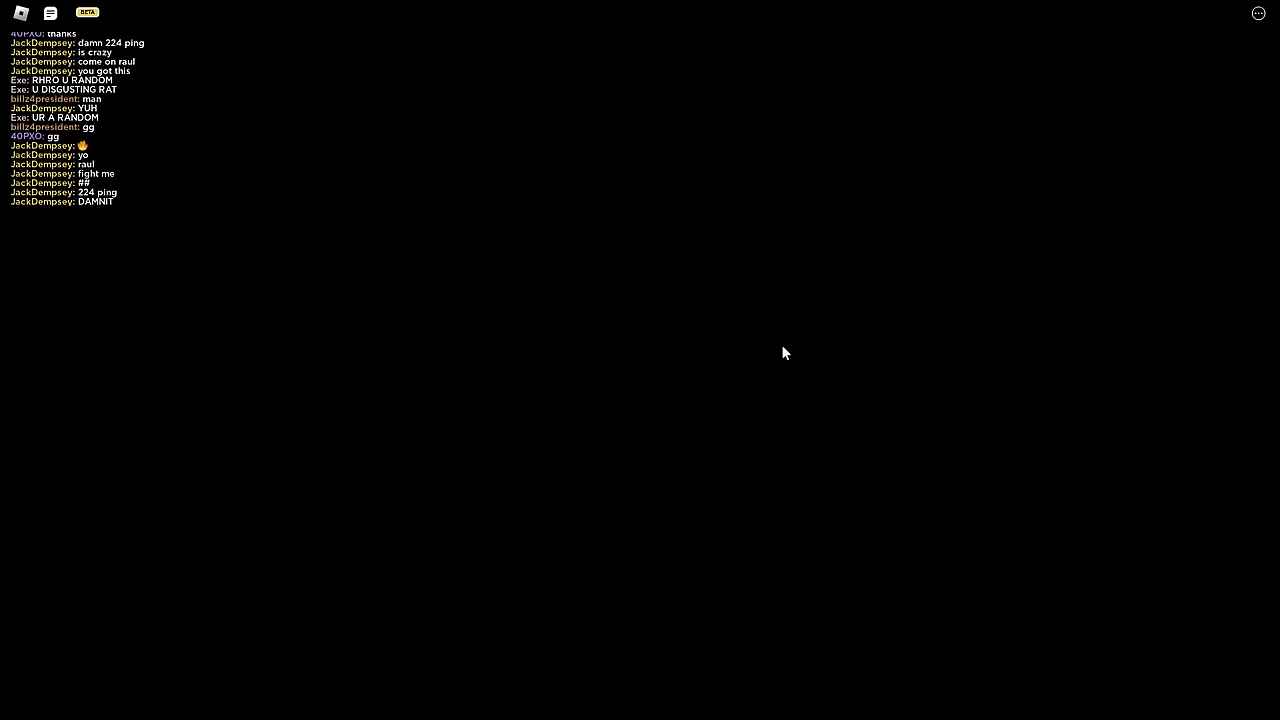 BETA
40PXO: thanks
JackDempsey: damn 224 ping
JackDempsey: is crazy
JackDempsey: come on raul
JackDempsey: you got this
Exe: RHRO U RANDOM
Exe: U DISGUSTING RAT
billz4president: man
JackDempsey: YUH
Exe: UR A RANDOM
billz4president: gg
40PXO: gg
JackDempsey: 🔥
JackDempsey: yo
JackDempsey: raul
JackDempsey: fight me
JackDempsey: ##
JackDempsey: 224 ping
JackDempsey: DAMNIT